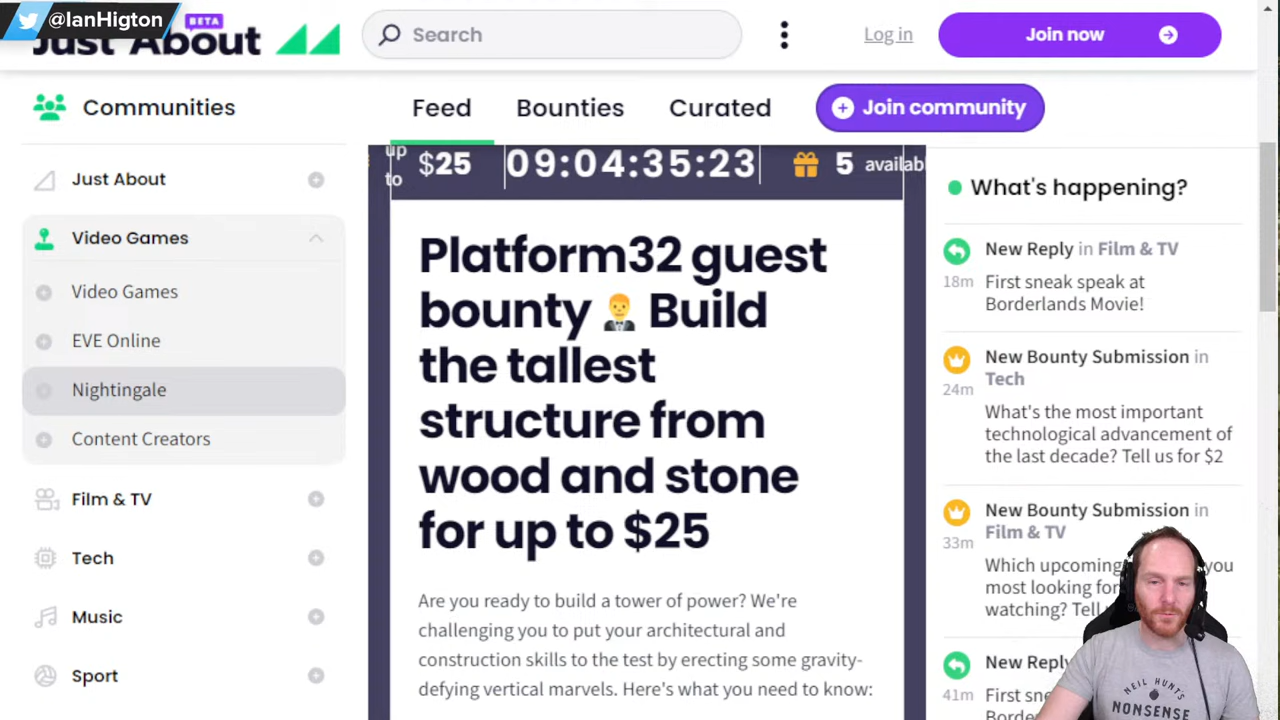 @IanHigton
BETA
Just About
Search
Log in
Join now
Communities
Feed
Bounties
Curated
Join community
Just About
Video Games
Video Games
EVE Online
Nightingale
Content Creators
Film & TV
Tech
Music
Sport
up to
$25
09:04:35:23
5
Platform32 guest
bounty Build
the tallest
structure from
wood and stone
for up to $25
Are you ready to build a tower of power? We're
challenging you to put your architectural and
construction skills to the test by erecting some gravity-
defying vertical marvels. Here's what you need to know:
What's happening?
New Reply in Film & TV
18m
First sneak speak at
Borderlands Movie!
New Bounty Submission in
Tech
24m
What's the most important
technological advancement of
the last decade? Tell us for $2
New Bounty Submission in
Film & TV
33m
Which upcoming you
most looking for
watching? Tell
New Reply
41m
First
NEIL HUNTS
NONSENSE